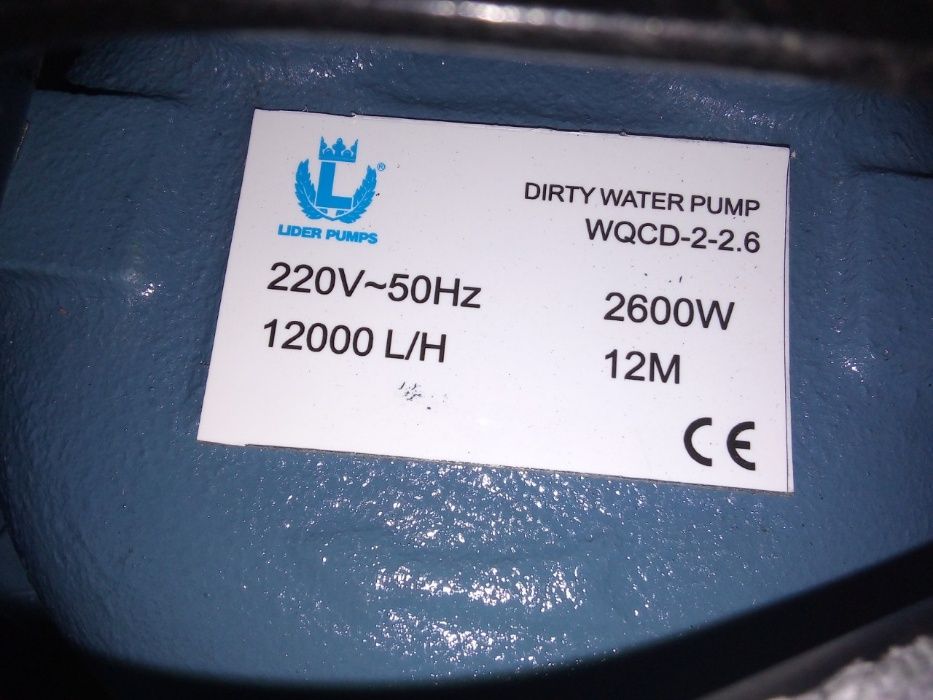 L ®
LIDER PUMPS
DIRTY WATER PUMP
WQCD-2-2.6
220V~50Hz
2600W
12000 L/H
12M
CE